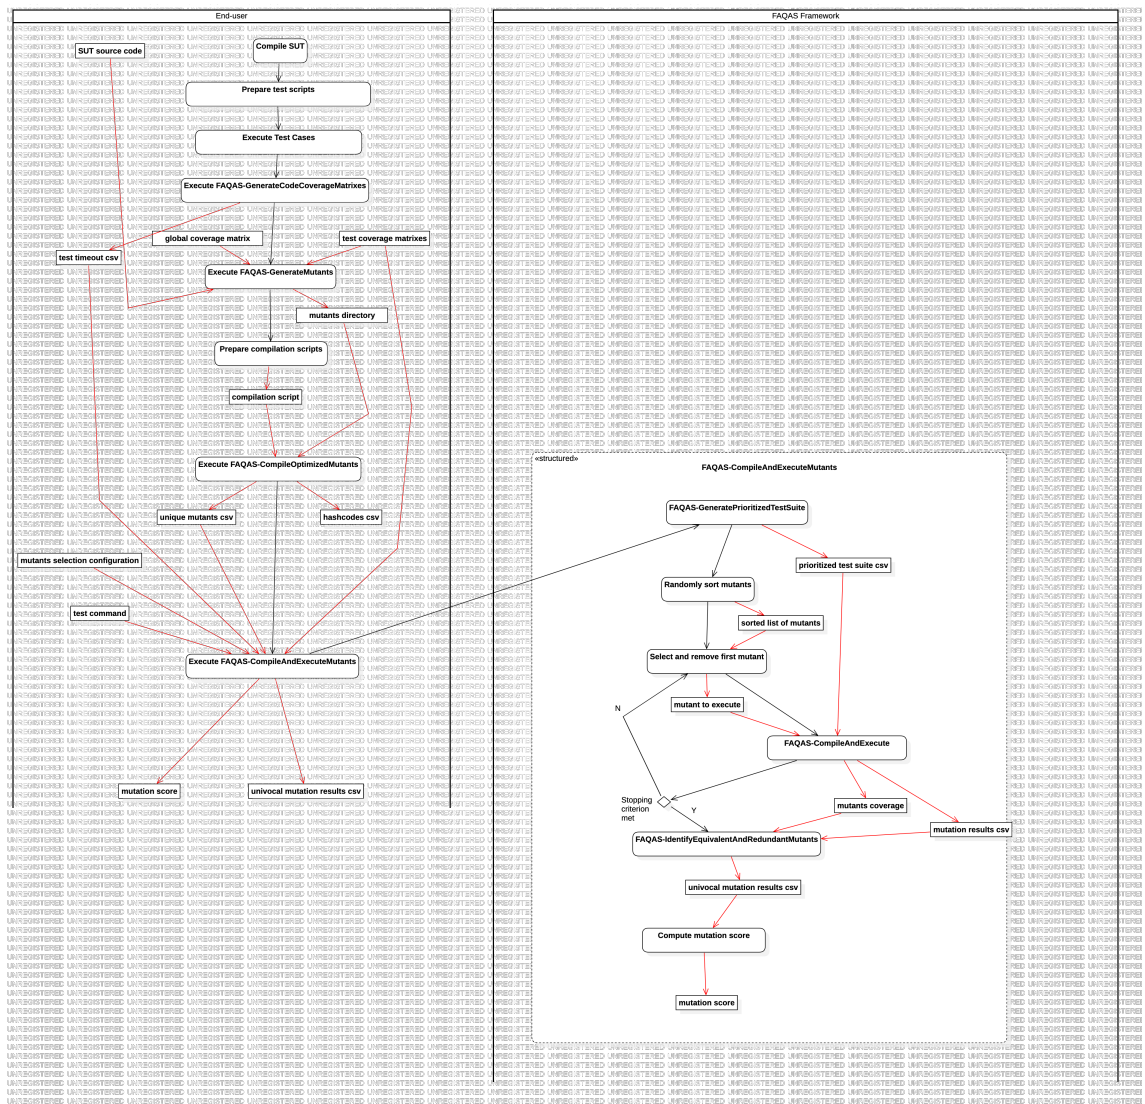 End-user
FAQAS Framework
SUT source code
Compile SUT
Prepare test scripts
Execute Test Cases
Execute FAQAS-GenerateCodeCoverageMatrixes
global coverage matrix
test coverage matrixes
test timeout csv
Execute FAQAS-GenerateMutants
mutants directory
Prepare compilation scripts
compilation script
Execute FAQAS-CompileOptimizedMutants
unique mutants csv
hashcodes csv
mutants selection configuration
test command
Execute FAQAS-CompileAndExecuteMutants
mutation score
univocal mutation results csv
«structured»
FAQAS-CompileAndExecuteMutants
FAQAS-GeneratePrioritizedTestSuite
prioritized test suite csv
Randomly sort mutants
sorted list of mutants
Select and remove first mutant
mutant to execute
N
FAQAS-CompileAndExecute
Stopping
criterion
met
Y
mutants coverage
mutation results csv
FAQAS-IdentifyEquivalentAndRedundantMutants
univocal mutation results csv
Compute mutation score
mutation score